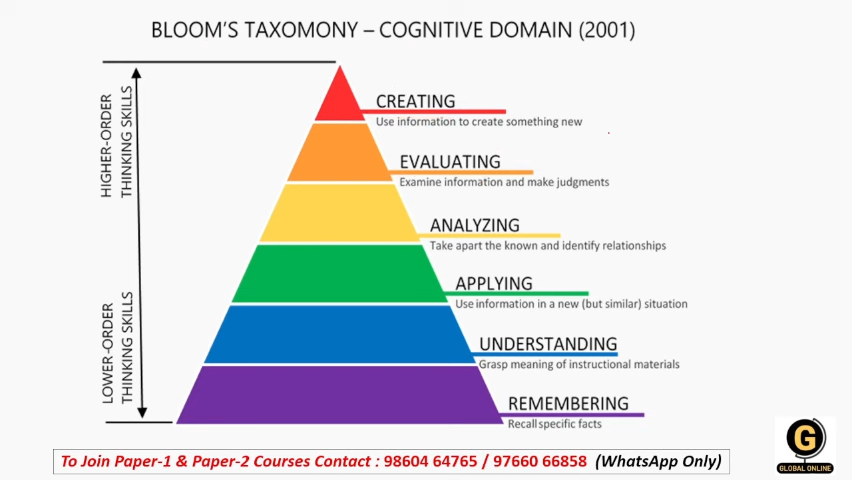 BLOOM'S TAXOMONY – COGNITIVE DOMAIN (2001)
HIGHER-ORDER
THINKING SKILLS
LOWER-ORDER
THINKING SKILLS
CREATING
Use information to create something new
EVALUATING
Examine information and make judgments
ANALYZING
Take apart the known and identify relationships
APPLYING
Use information in a new (but similar) situation
UNDERSTANDING
Grasp meaning of instructional materials
REMEMBERING
Recall specific facts
To Join Paper-1 & Paper-2 Courses Contact : 98604 64765 / 97660 66858 (WhatsApp Only)
G
GLOBAL ONLINE